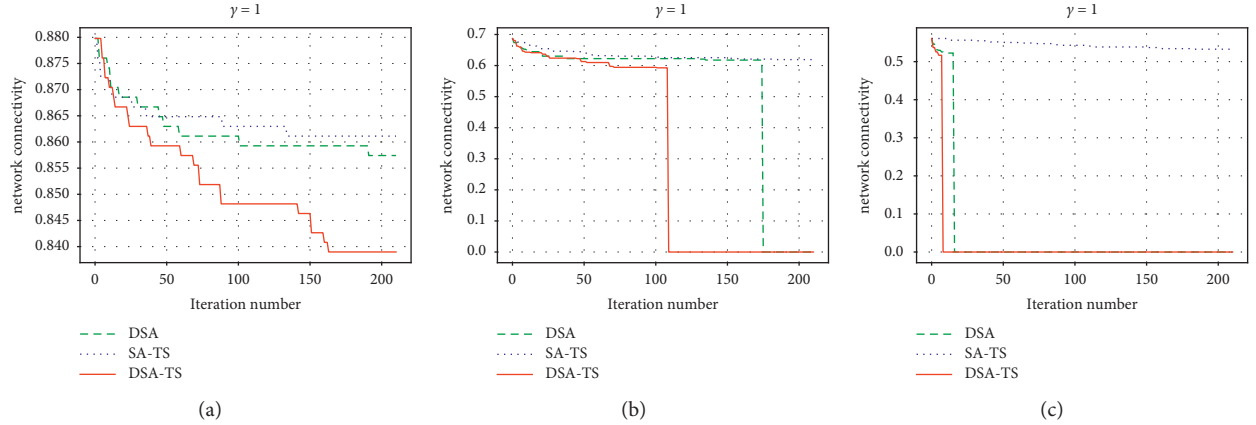 γ = 1
0.880
0.875
0.870
0.865
0.860
0.855
0.850
0.845
0.840
network connectivity
0 50 100 150 200
Iteration number
DSA
SA-TS
DSA-TS
(a)
γ = 1
0.7
0.6
0.5
0.4
0.3
0.2
0.1
0.0
network connectivity
0 50 100 150 200
Iteration number
DSA
SA-TS
DSA-TS
(b)
γ = 1
0.5
0.4
0.3
0.2
0.1
0.0
network connectivity
0 50 100 150 200
Iteration number
DSA
SA-TS
DSA-TS
(c)